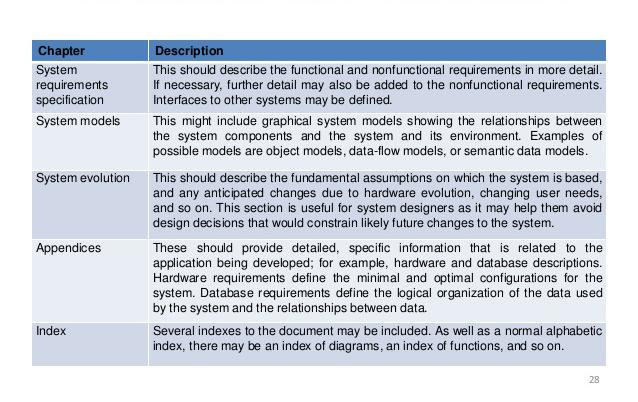 Chapter Description
System requirements specification
This should describe the functional and nonfunctional requirements in more detail.
If necessary, further detail may also be added to the nonfunctional requirements.
Interfaces to other systems may be defined.
System models
This might include graphical system models showing the relationships between
the system components and the system and its environment. Examples of
possible models are object models, data-flow models, or semantic data models.
System evolution
This should describe the fundamental assumptions on which the system is based,
and any anticipated changes due to hardware evolution, changing user needs,
and so on. This section is useful for system designers as it may help them avoid
design decisions that would constrain likely future changes to the system.
Appendices
These should provide detailed, specific information that is related to the
application being developed; for example, hardware and database descriptions.
Hardware requirements define the minimal and optimal configurations for the
system. Database requirements define the logical organization of the data used
by the system and the relationships between data.
Index
Several indexes to the document may be included. As well as a normal alphabetic
index, there may be an index of diagrams, an index of functions, and so on.
28